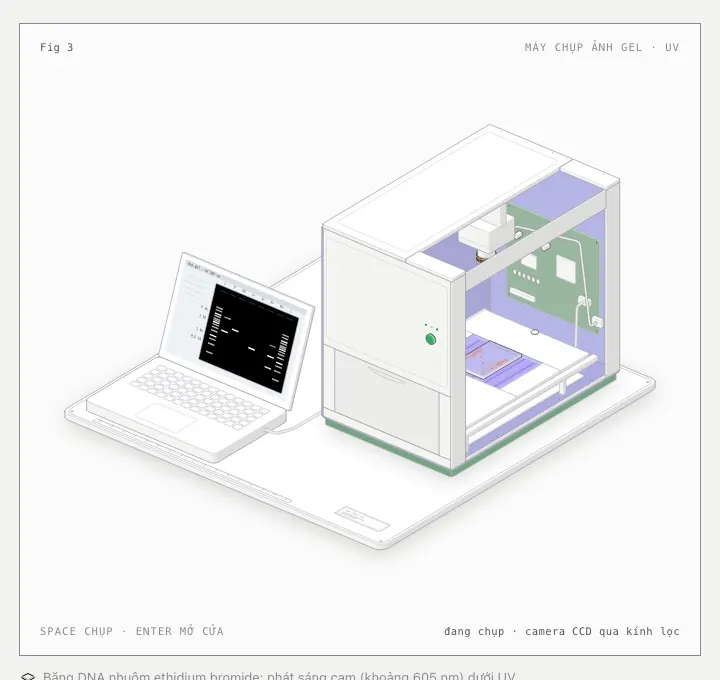 Fig 3
MÁY CHỤP ẢNH GEL · UV
SPACE CHỤP · ENTER MỞ CỬA
đang chụp · camera CCD qua kính lọc
Băng DNA nhuộm ethidium bromide: phát sáng cam (khoảng 605 nm) dưới UV